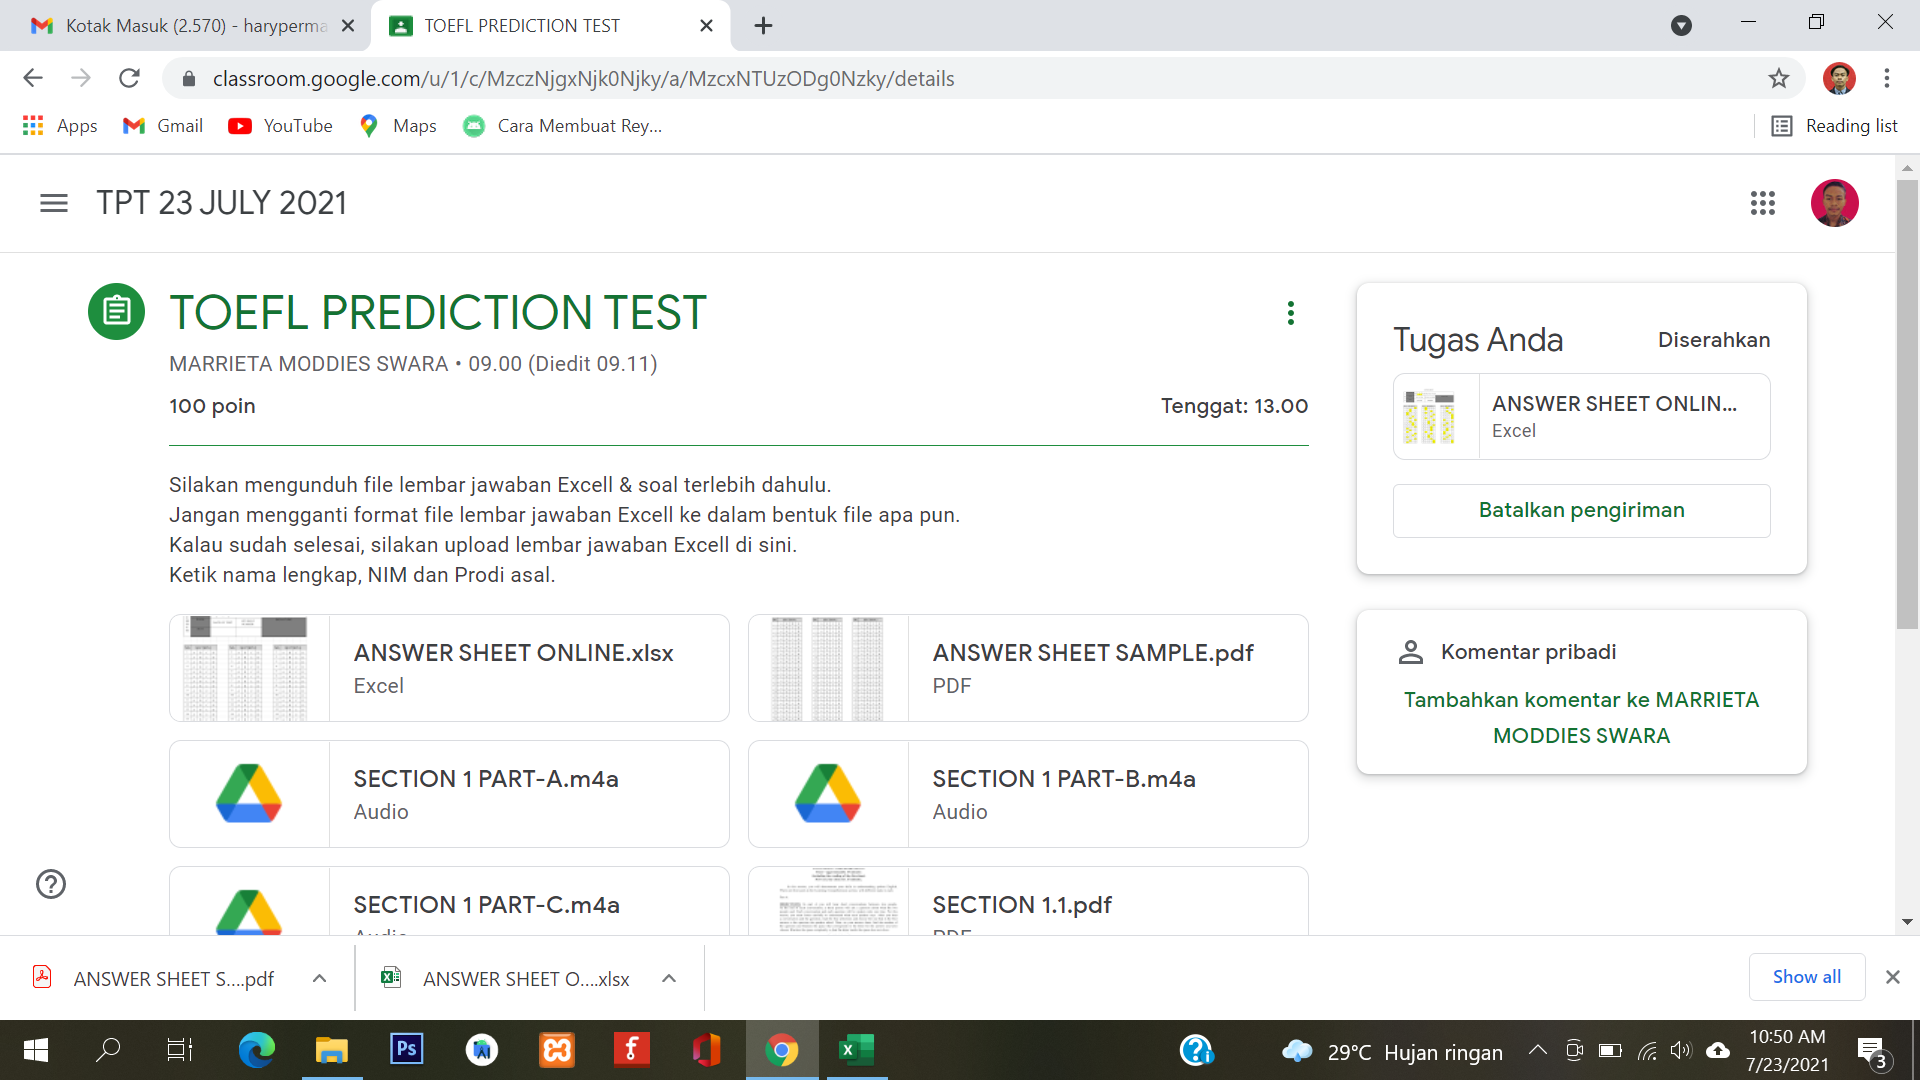 Kotak Masuk (2.570) - haryperma
TOEFL PREDICTION TEST
classroom.google.com/u/1/c/MzczNjgxNjk0Njky/a/MzcxNTUzODg0Nzky/details
Apps
Gmail
YouTube
Maps
Cara Membuat Rey...
Reading list
TPT 23 JULY 2021
TOEFL PREDICTION TEST
MARRIETA MODDIES SWARA • 09.00 (Diedit 09.11)
100 poin
Tenggat: 13.00
Silakan mengunduh file lembar jawaban Excell & soal terlebih dahulu.
Jangan mengganti format file lembar jawaban Excell ke dalam bentuk file apa pun.
Kalau sudah selesai, silakan upload lembar jawaban Excell di sini.
Ketik nama lengkap, NIM dan Prodi asal.
ANSWER SHEET ONLINE.xlsx
Excel
ANSWER SHEET SAMPLE.pdf
PDF
SECTION 1 PART-A.m4a
Audio
SECTION 1 PART-B.m4a
Audio
SECTION 1 PART-C.m4a
Audio
SECTION 1.1.pdf
PDF
Tugas Anda
Diserahkan
ANSWER SHEET ONLIN...
Excel
Batalkan pengiriman
Komentar pribadi
Tambahkan komentar ke MARRIETA
MODDIES SWARA
ANSWER SHEET S....pdf
ANSWER SHEET O....xlsx
Show all
Ps
29°C Hujan ringan
10:50 AM
7/23/2021
3